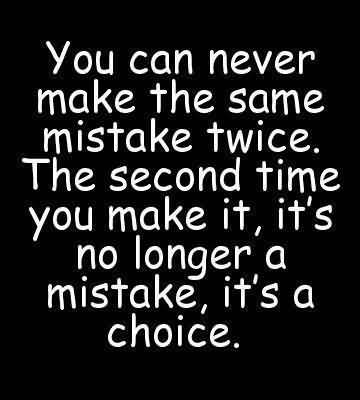 You can never
make the same
mistake twice.
The second time
you make it, it's
no longer a
mistake, it's a
choice.